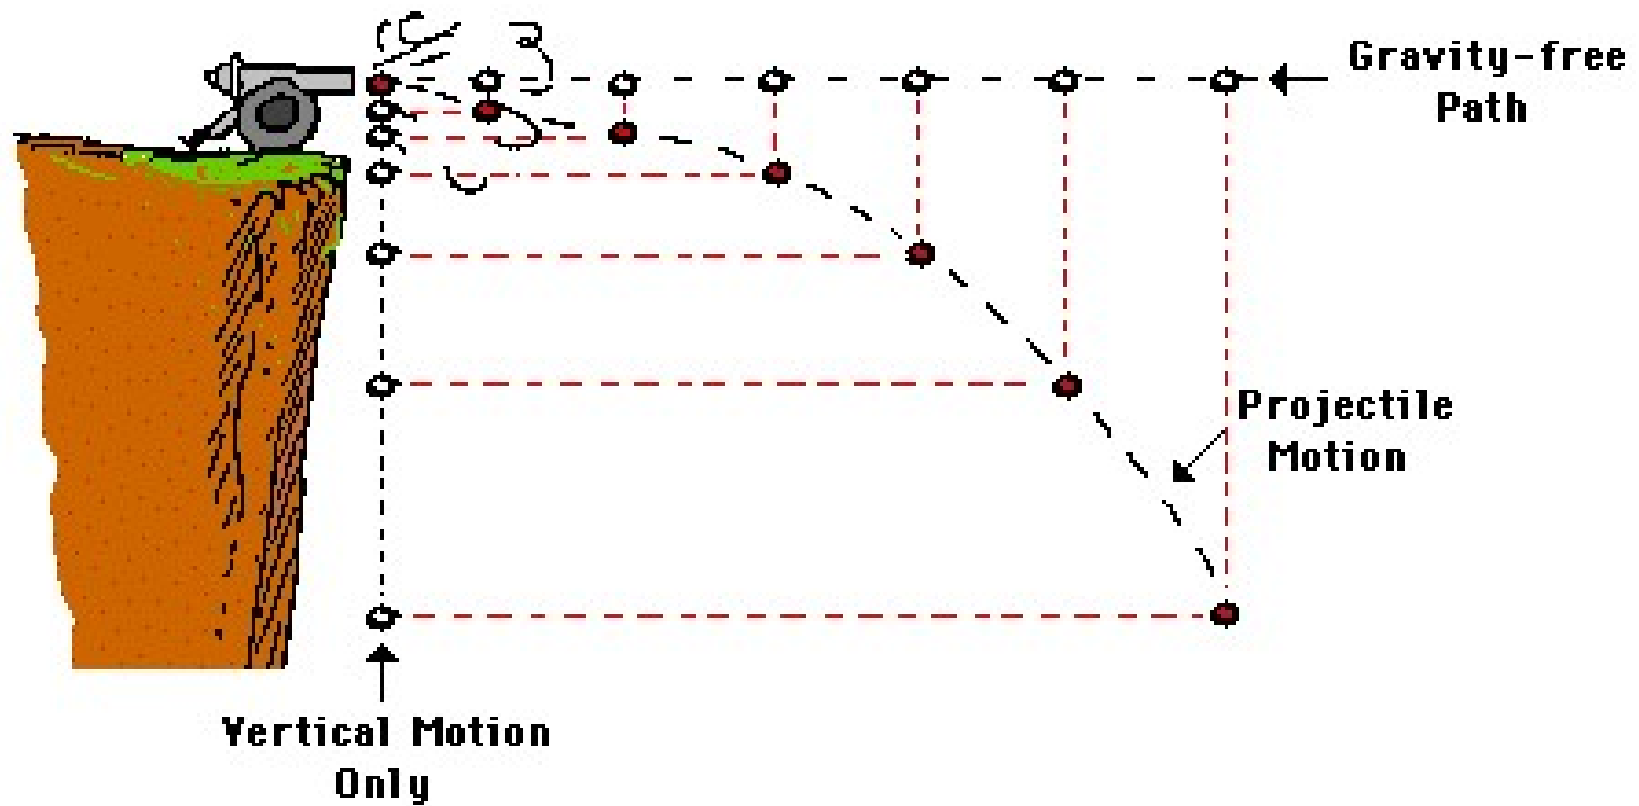 Gravity-free
Path
Projectile
Motion
Vertical Motion
Only